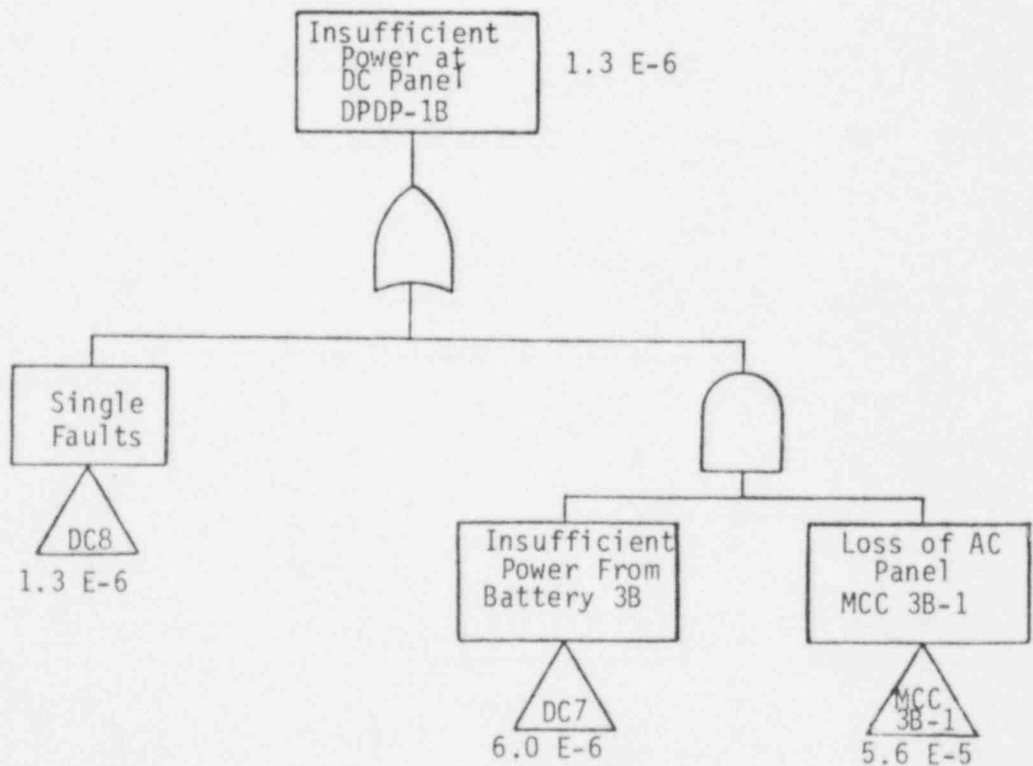 Insufficient
Power at
DC Panel
DPDP-1B
1.3 E-6
Single
Faults
DC8
1.3 E-6
Insufficient
Power From
Battery 3B
DC7
6.0 E-6
Loss of AC
Panel
MCC 3B-1
MCC
3B-1
5.6 E-5